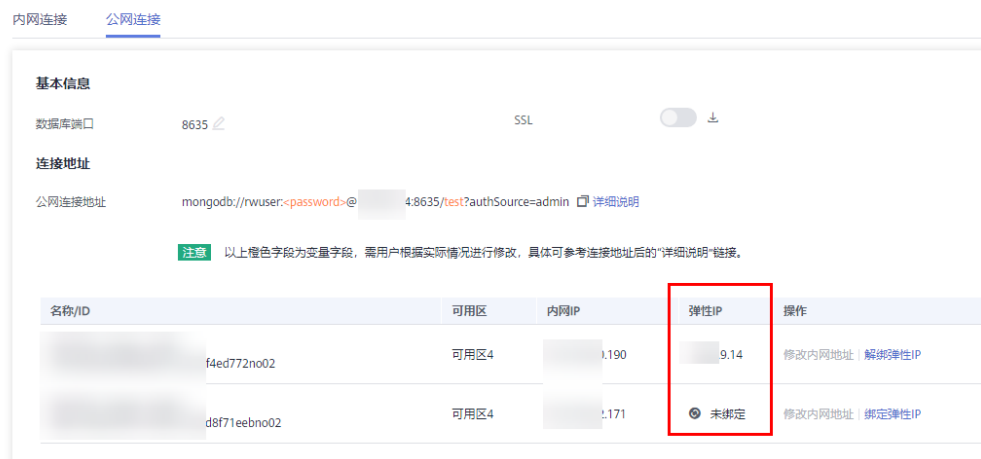 内网连接 公网连接
基本信息
数据库端口 8635 SSL
连接地址
公网连接地址 mongodb://rwuser:<password>@ 4:8635/test?authSource=admin 详细说明
注意 以上橙色字段为变量字段，需用户根据实际情况进行修改，具体可参考连接地址后的“详细说明”链接。
名称/ID 可用区 内网IP 弹性IP 操作
f4ed772no02 可用区4 .190 9.14 修改内网地址 | 解绑弹性IP
d8f71eebno02 可用区4 .171 未绑定 修改内网地址 | 绑定弹性IP